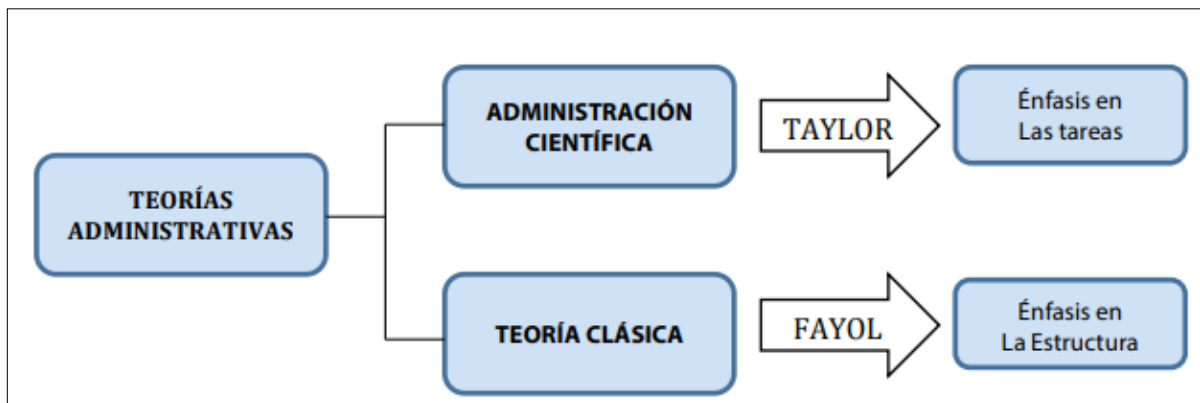 TEORÍAS
ADMINISTRATIVAS
ADMINISTRACIÓN
CIENTÍFICA
TAYLOR
Énfasis en
Las tareas
TEORÍA CLÁSICA
FAYOL
Énfasis en
La Estructura